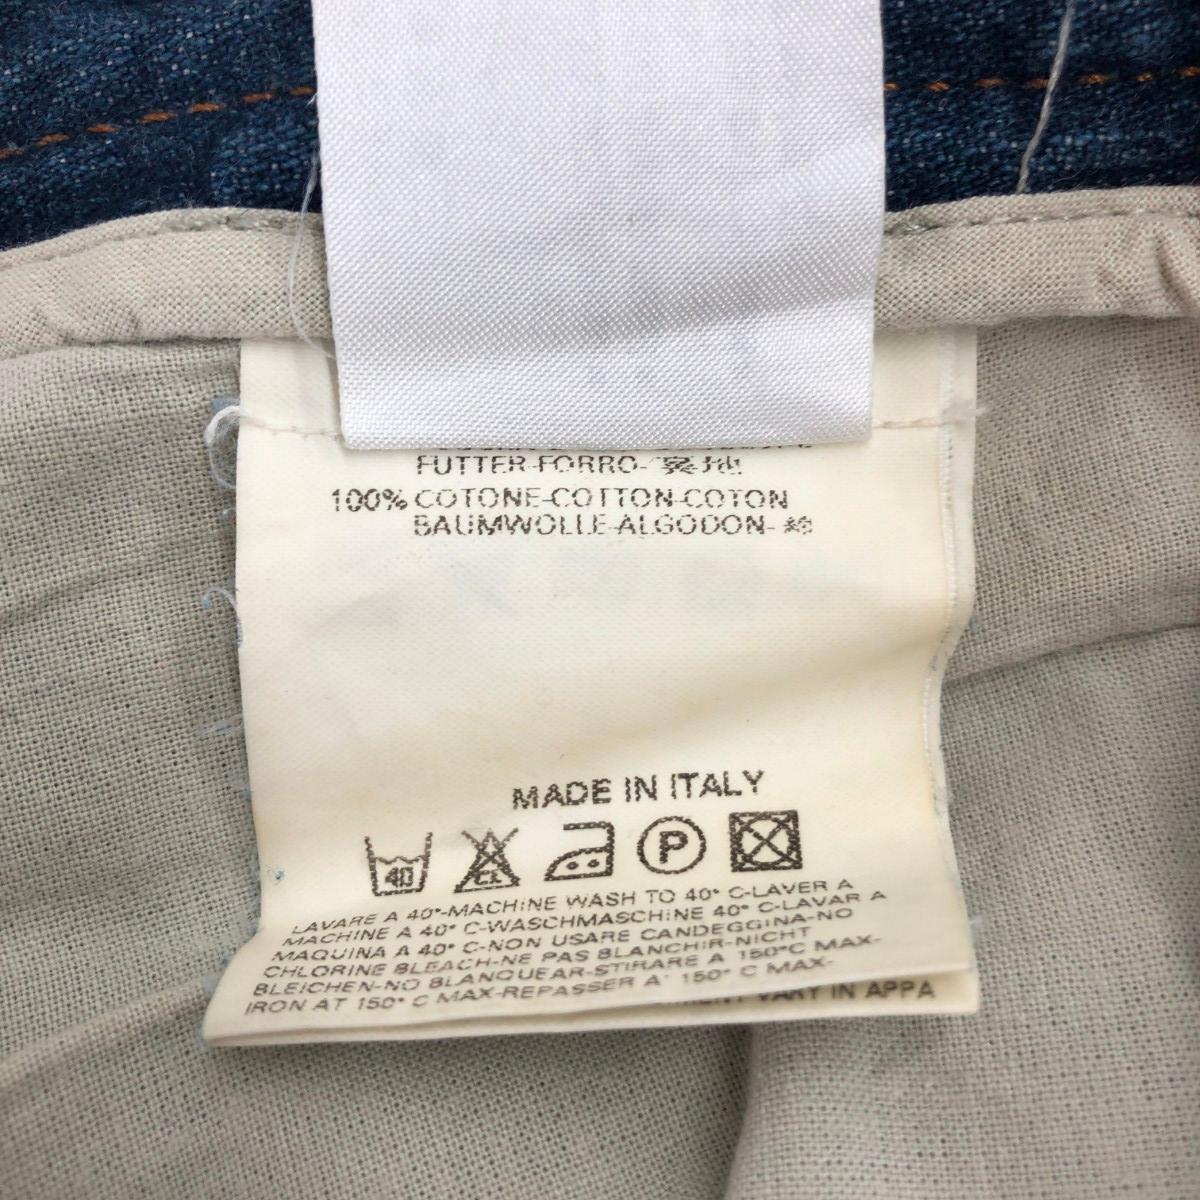 FUTTER-FORRO-裏地
100% COTONE-COTTON-COTON
BAUMWOLLE-ALGODON-綿
MADE IN ITALY
40 CL P
LAVARE A 40°-MACHINE WASH TO 40° C-LAVER A
MACHINE A 40° C-WASCHMASCHINE 40° C-LAVAR A
MAQUINA A 40° C-NON USARE CANDEGGINA-NO
CHLORINE BLEACH-NE PAS BLANCHIR-NICHT
BLEICHEN-NO BLANQUEAR-STIRARE A 150°C MAX-
IRON AT 150° C MAX-REPASSER A' 150° C MAX-
VARY IN APPA